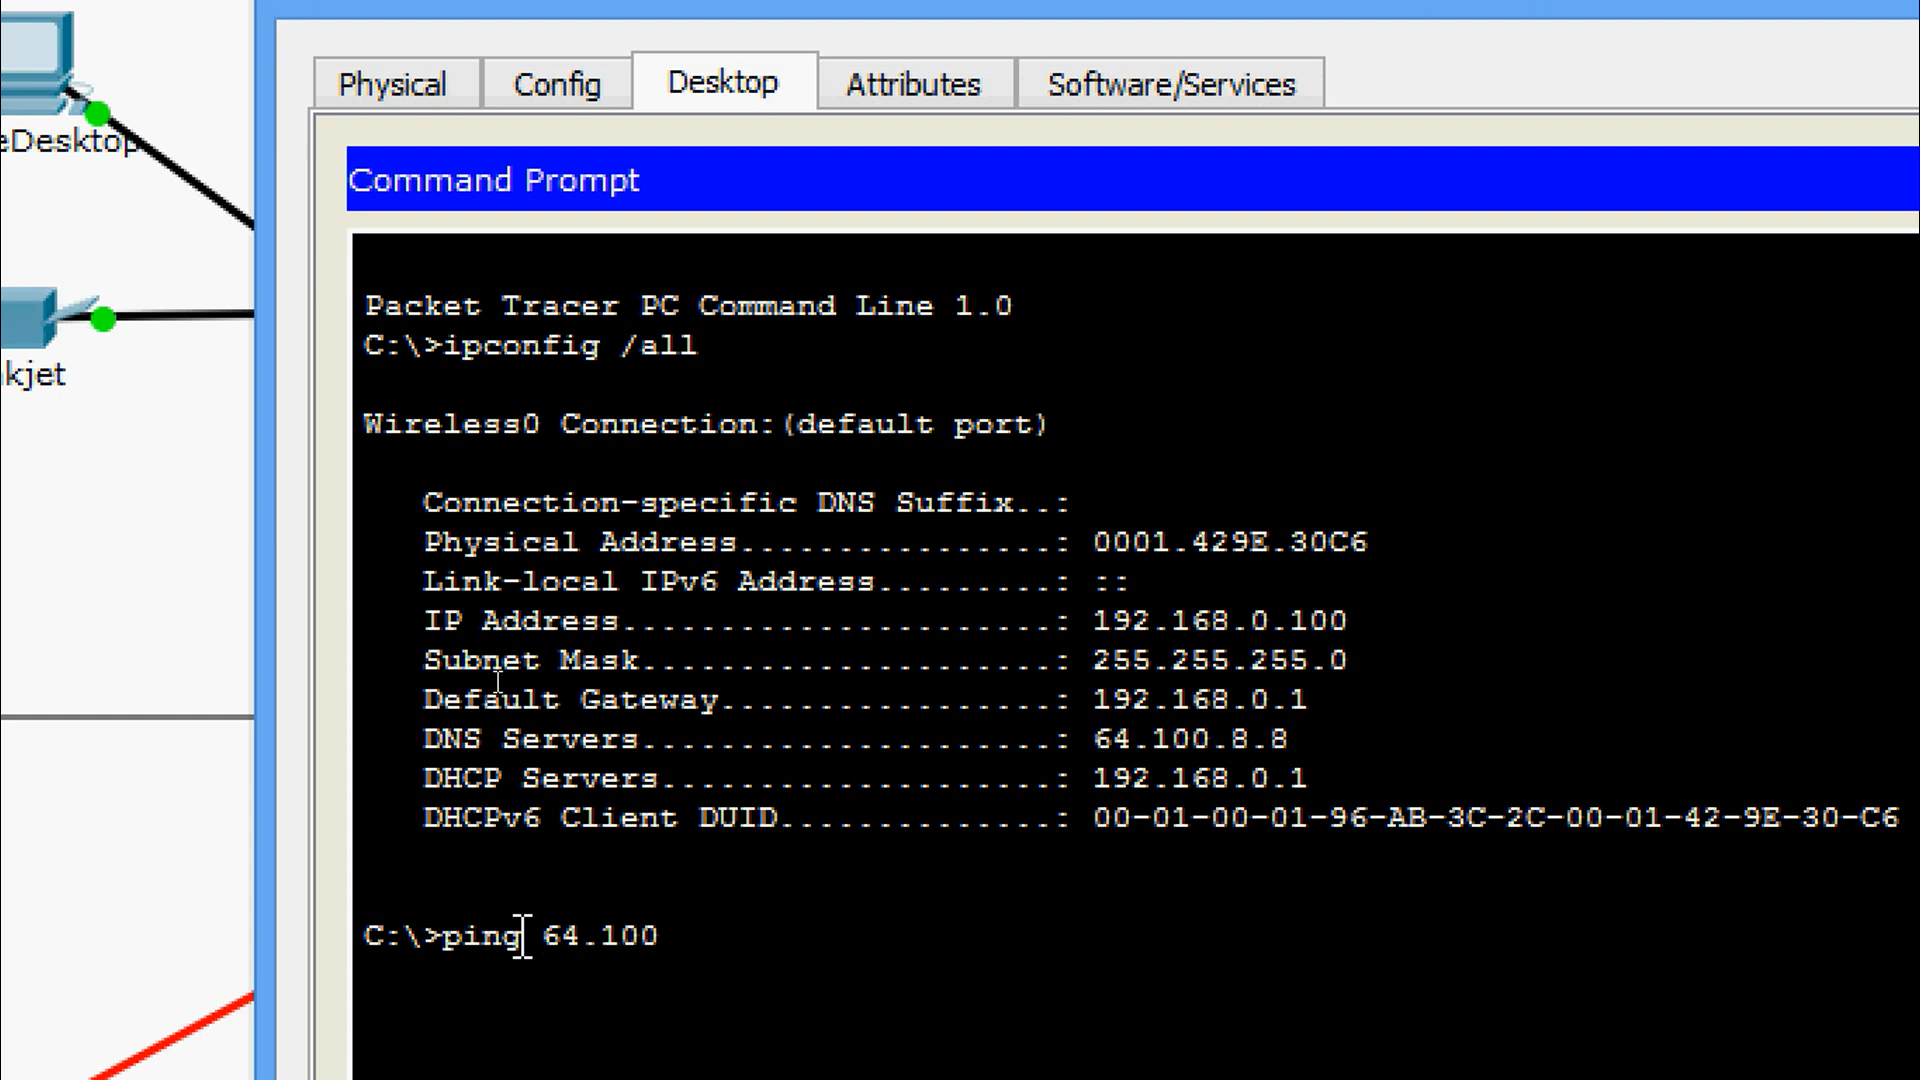 Physical Config Desktop Attributes Software/Services
eDesktop
Command Prompt
Packet Tracer PC Command Line 1.0
C:\>ipconfig /all
kjet
Wireless0 Connection:(default port)
Connection-specific DNS Suffix..:
Physical Address................: 0001.429E.30C6
Link-local IPv6 Address.........: ::
IP Address......................: 192.168.0.100
Subnet Mask.....................: 255.255.255.0
Default Gateway.................: 192.168.0.1
DNS Servers.....................: 64.100.8.8
DHCP Servers....................: 192.168.0.1
DHCPv6 Client DUID..............: 00-01-00-01-96-AB-3C-2C-00-01-42-9E-30-C6
C:\>ping 64.100